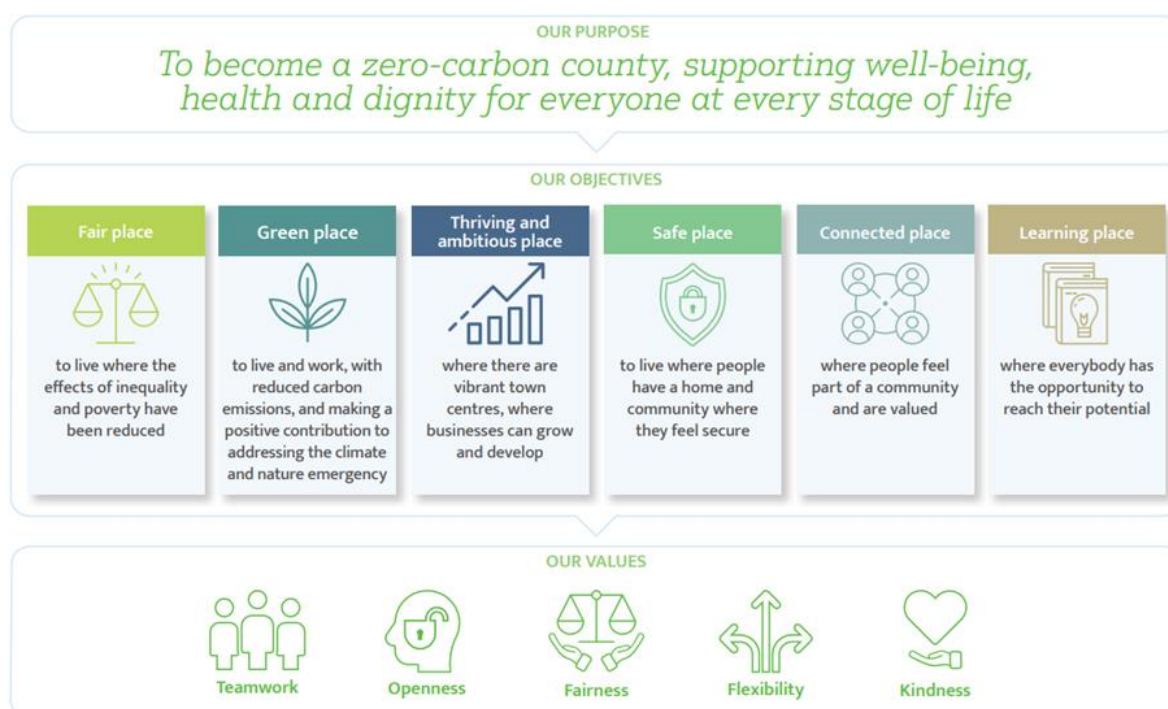 OUR PURPOSE
To become a zero-carbon county, supporting well-being,
health and dignity for everyone at every stage of life
OUR OBJECTIVES
Fair place
to live where the
effects of inequality
and poverty have
been reduced
Green place
to live and work, with
reduced carbon
emissions, and making a
positive contribution to
addressing the climate
and nature emergency
Thriving and
ambitious place
where there are
vibrant town
centres, where
businesses can grow
and develop
Safe place
to live where people
have a home and
community where
they feel secure
Connected place
where people feel
part of a community
and are valued
Learning place
where everybody has
the opportunity to
reach their potential
OUR VALUES
Teamwork
Openness
Fairness
Flexibility
Kindness